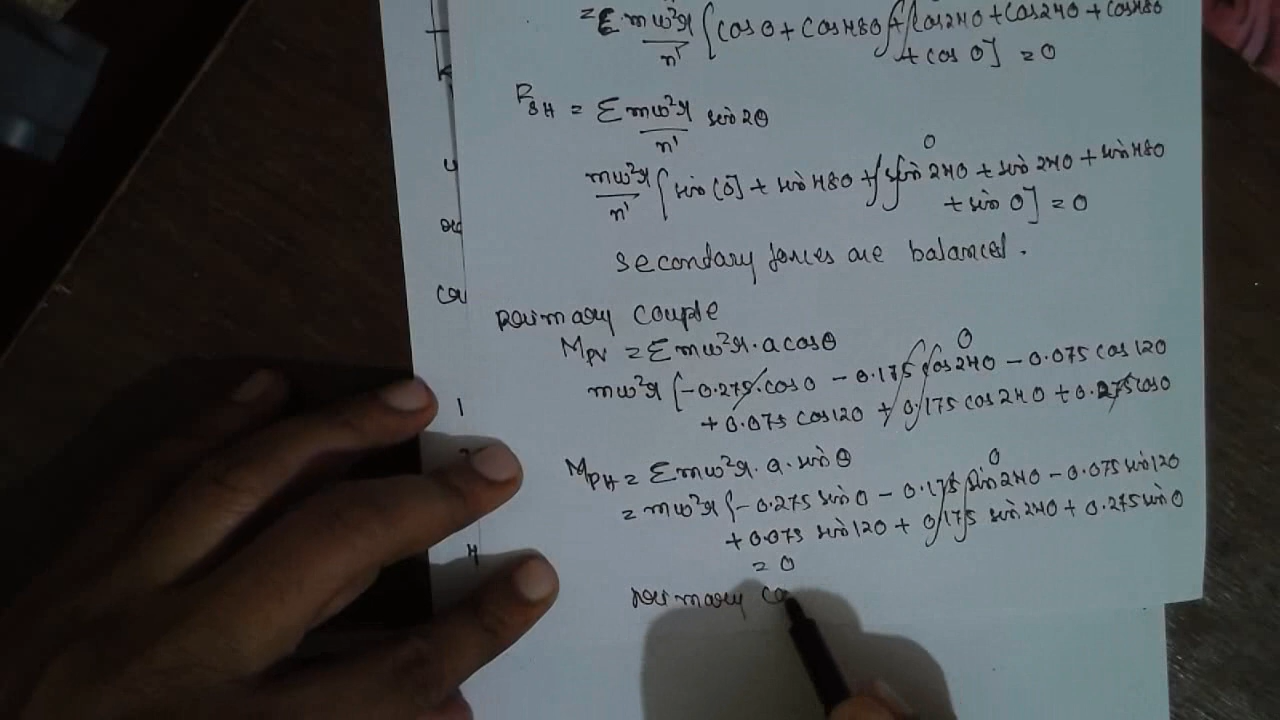 = Σ mω²r/n' [cos 0 + cos 480 + cos 240 + cos 240 + cos 480
+ cos 0] = 0
F_SH = Σ mω²r/n' sin 2θ
0
mω²r/n' [sin (0) + sin 480 + sin 240 + sin 240 + sin 480
+ sin 0] = 0
secondary forces are balanced.
primary couple
M_PV = Σ mω²r · a cos θ
0
mω²r [-0.275 · cos 0 - 0.175 cos 240 - 0.075 cos 120
+ 0.075 cos 120 + 0.175 cos 240 + 0.275 cos 0
M_PH = Σ mω²r · a · sin θ
0
= mω²r [-0.275 sin 0 - 0.175 sin 240 - 0.075 sin 120
+ 0.075 sin 120 + 0.175 sin 240 + 0.275 sin 0
= 0
primary co